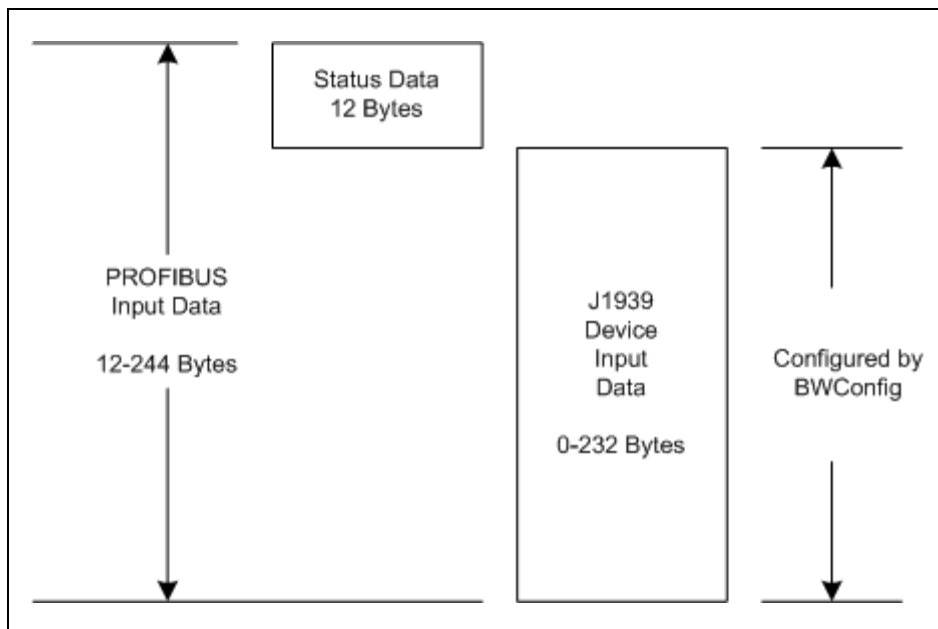 Status Data
12 Bytes
PROFIBUS
Input Data
12-244 Bytes
J1939
Device
Input
Data
0-232 Bytes
Configured by
BWConfig